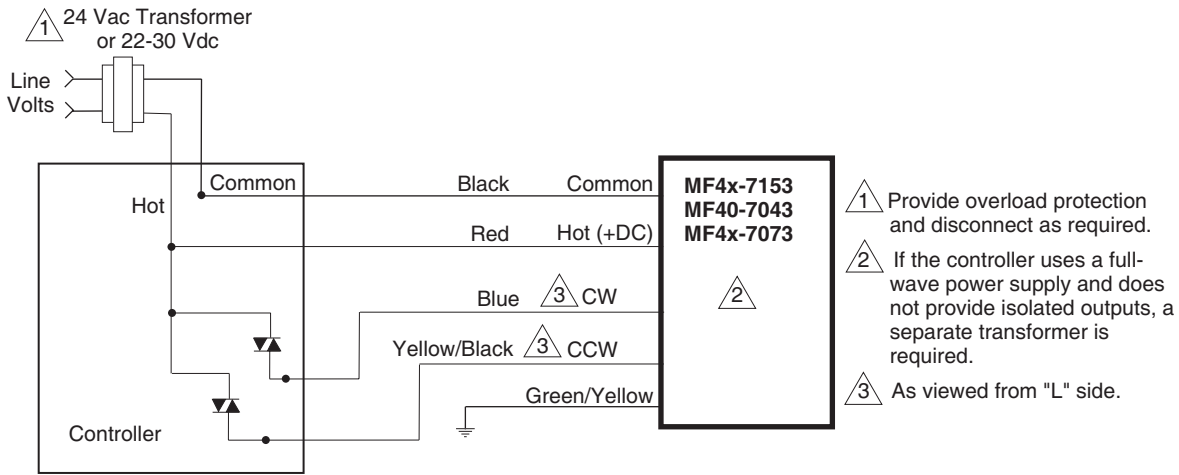 1
24 Vac Transformer
or 22-30 Vdc
Line
Volts
Common
Hot
Controller
Black Common
Red Hot (+DC)
Blue 3 CW
Yellow/Black 3 CCW
Green/Yellow
MF4x-7153
MF40-7043
MF4x-7073
2
1 Provide overload protection
and disconnect as required.
2 If the controller uses a full-
wave power supply and does
not provide isolated outputs, a
separate transformer is
required.
3 As viewed from "L" side.